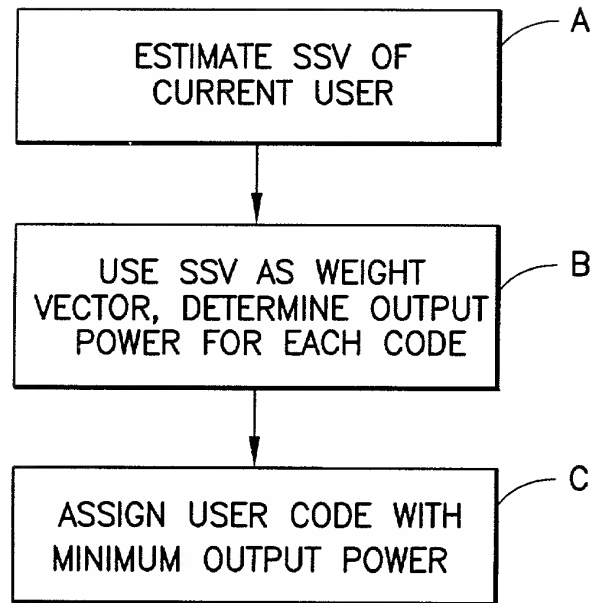 ESTIMATE SSV OF
CURRENT USER
A
USE SSV AS WEIGHT
VECTOR, DETERMINE OUTPUT
POWER FOR EACH CODE
B
ASSIGN USER CODE WITH
MINIMUM OUTPUT POWER
C